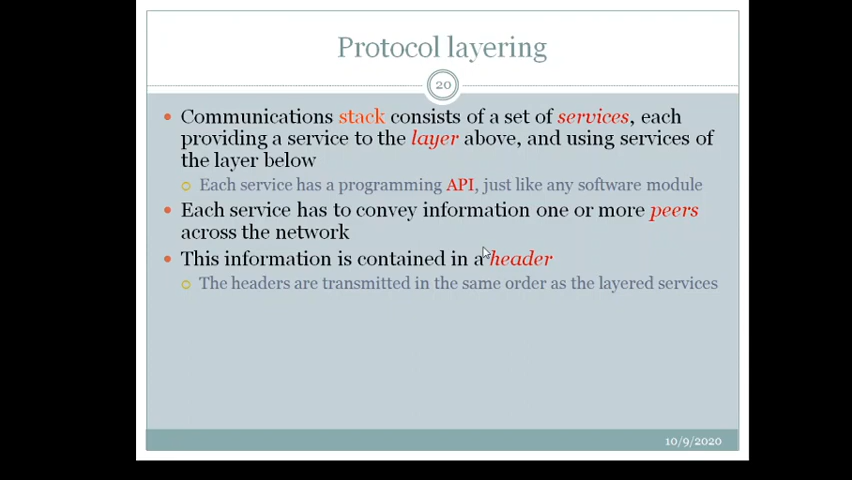 Protocol layering
20
Communications stack consists of a set of services, each
providing a service to the layer above, and using services of
the layer below
Each service has a programming API, just like any software module
Each service has to convey information one or more peers
across the network
This information is contained in a header
The headers are transmitted in the same order as the layered services
10/9/2020